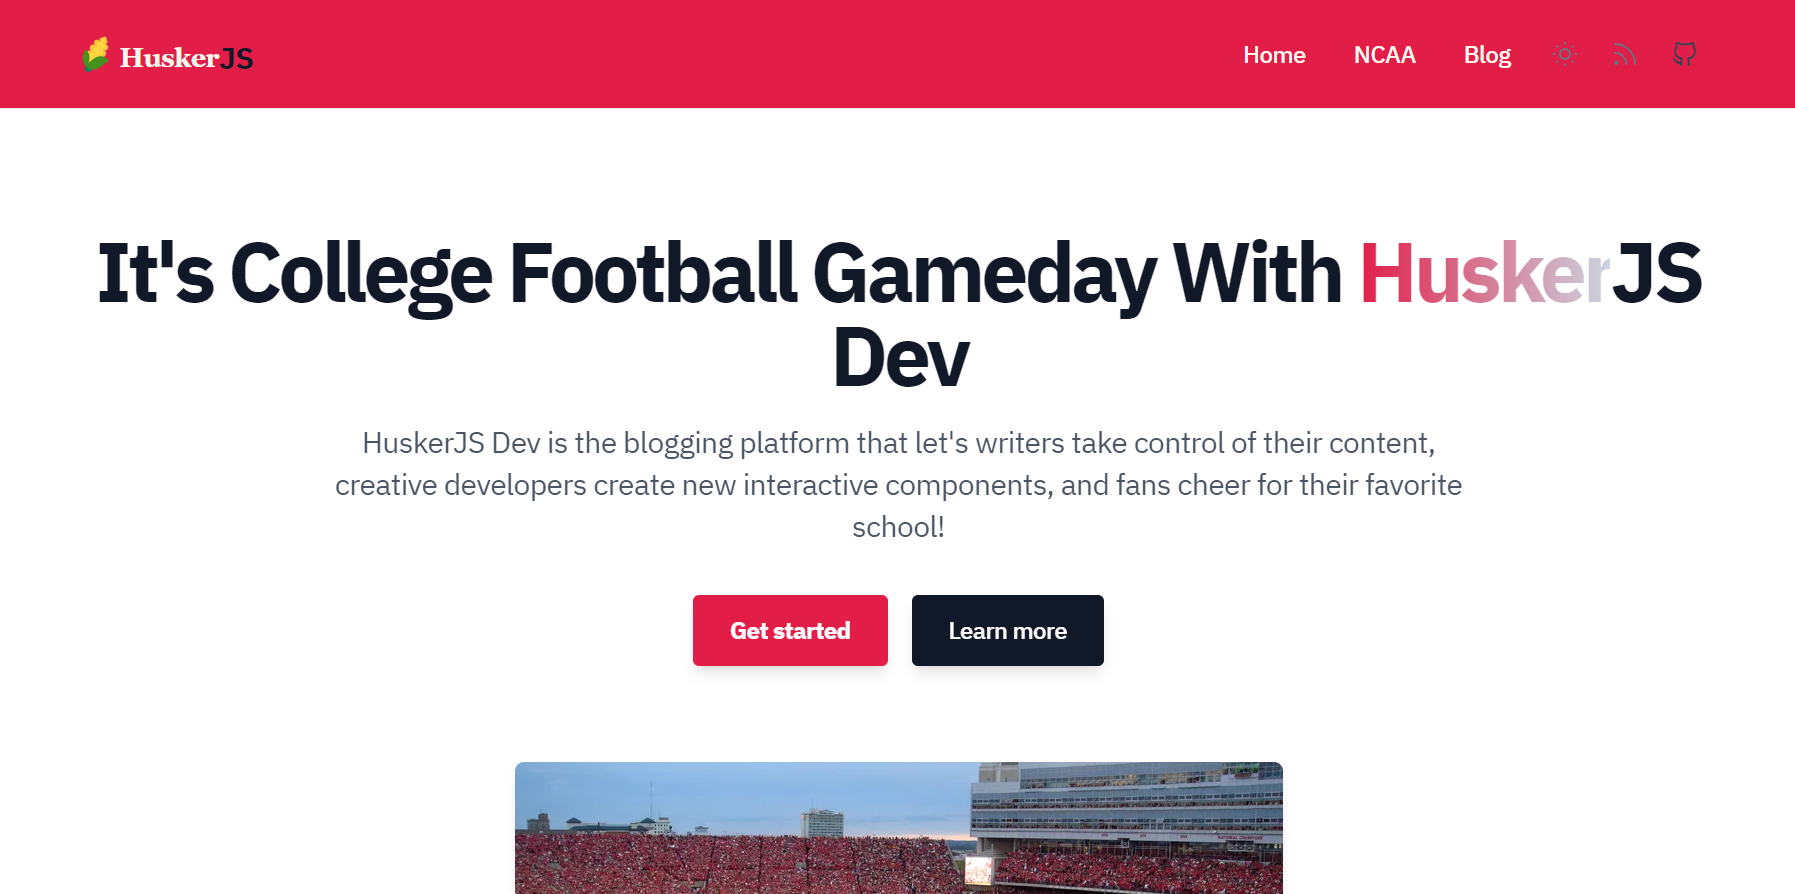 HuskerJS
Home NCAA Blog
It's College Football Gameday With HuskerJS
Dev
HuskerJS Dev is the blogging platform that let's writers take control of their content,
creative developers create new interactive components, and fans cheer for their favorite
school!
Get started Learn more
NATIONAL CHAMPIONS